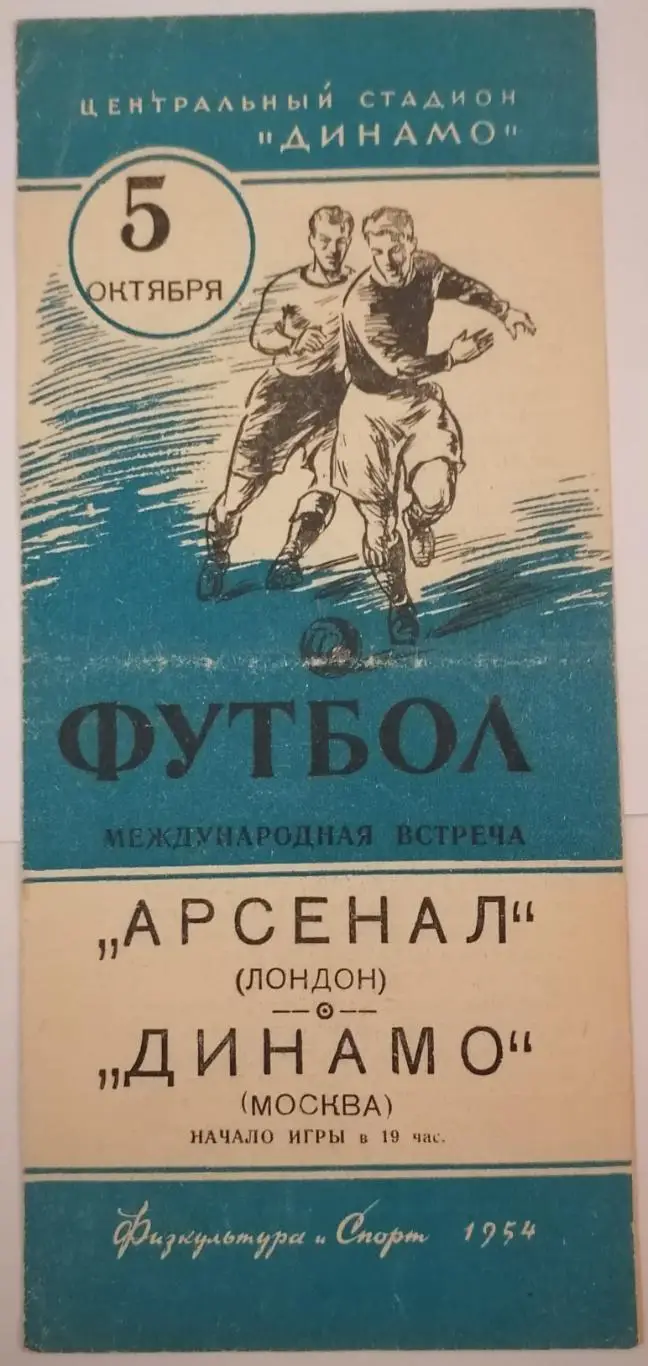 ЦЕНТРАЛЬНЫЙ СТАДИОН
"ДИНАМО"
5
ОКТЯБРЯ
ФУТБОЛ
МЕЖДУНАРОДНАЯ ВСТРЕЧА
„АРСЕНАЛ“
(ЛОНДОН)
„ДИНАМО“
(МОСКВА)
НАЧАЛО ИГРЫ в 19 час.
Физкультура и Спорт 1954